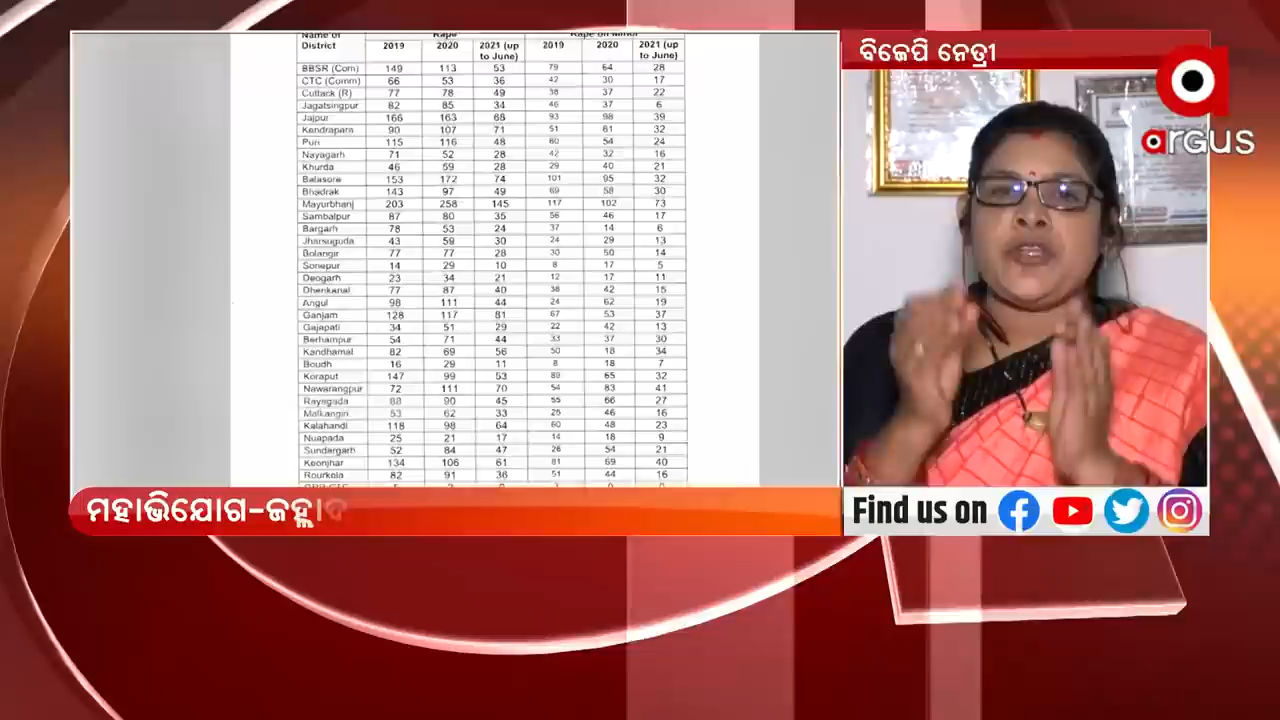 Name of District Rape Rape on Minor
2019 2020 2021 (up to June) 2019 2020 2021 (up to June)
BBSR (Com) 149 113 53 79 64 28
CTC (Comm) 66 53 36 42 30 17
Cuttack (R) 77 78 49 38 37 22
Jagatsingpur 82 85 34 46 37 6
Jajpur 166 163 68 93 98 39
Kendrapara 90 107 71 51 61 32
Puri 115 116 48 60 54 24
Nayagarh 71 52 28 42 32 16
Khurda 46 59 28 29 40 21
Balasore 153 172 74 101 95 32
Bhadrak 143 97 49 69 58 30
Mayurbhanj 203 258 145 117 102 73
Sambalpur 87 80 35 56 46 17
Bargarh 78 53 24 37 14 6
Jharsuguda 43 59 30 24 29 13
Bolangir 77 77 28 30 50 14
Sonepur 14 29 10 8 17 5
Deogarh 23 34 21 12 17 11
Dhenkanal 77 87 40 38 42 15
Angul 98 111 44 24 62 19
Ganjam 128 117 81 67 53 37
Gajapati 34 51 29 22 42 13
Berhampur 54 71 44 33 37 30
Kandhamal 82 69 56 50 18 34
Boudh 16 29 11 8 18 7
Koraput 147 99 53 89 65 32
Nawarangpur 72 111 70 54 83 41
Rayagada 88 90 45 55 66 27
Malkangiri 53 62 33 25 46 16
Kalahandi 118 98 64 60 48 23
Nuapada 25 21 17 14 18 9
Sundargarh 52 84 47 26 54 21
Keonjhar 134 106 61 81 69 40
Rourkela 82 91 36 51 44 16
ବିଜେପି ନେତ୍ରୀ
argus
ମହାଭିଯୋଗ-ଜହ୍ଲାଦ
Find us on